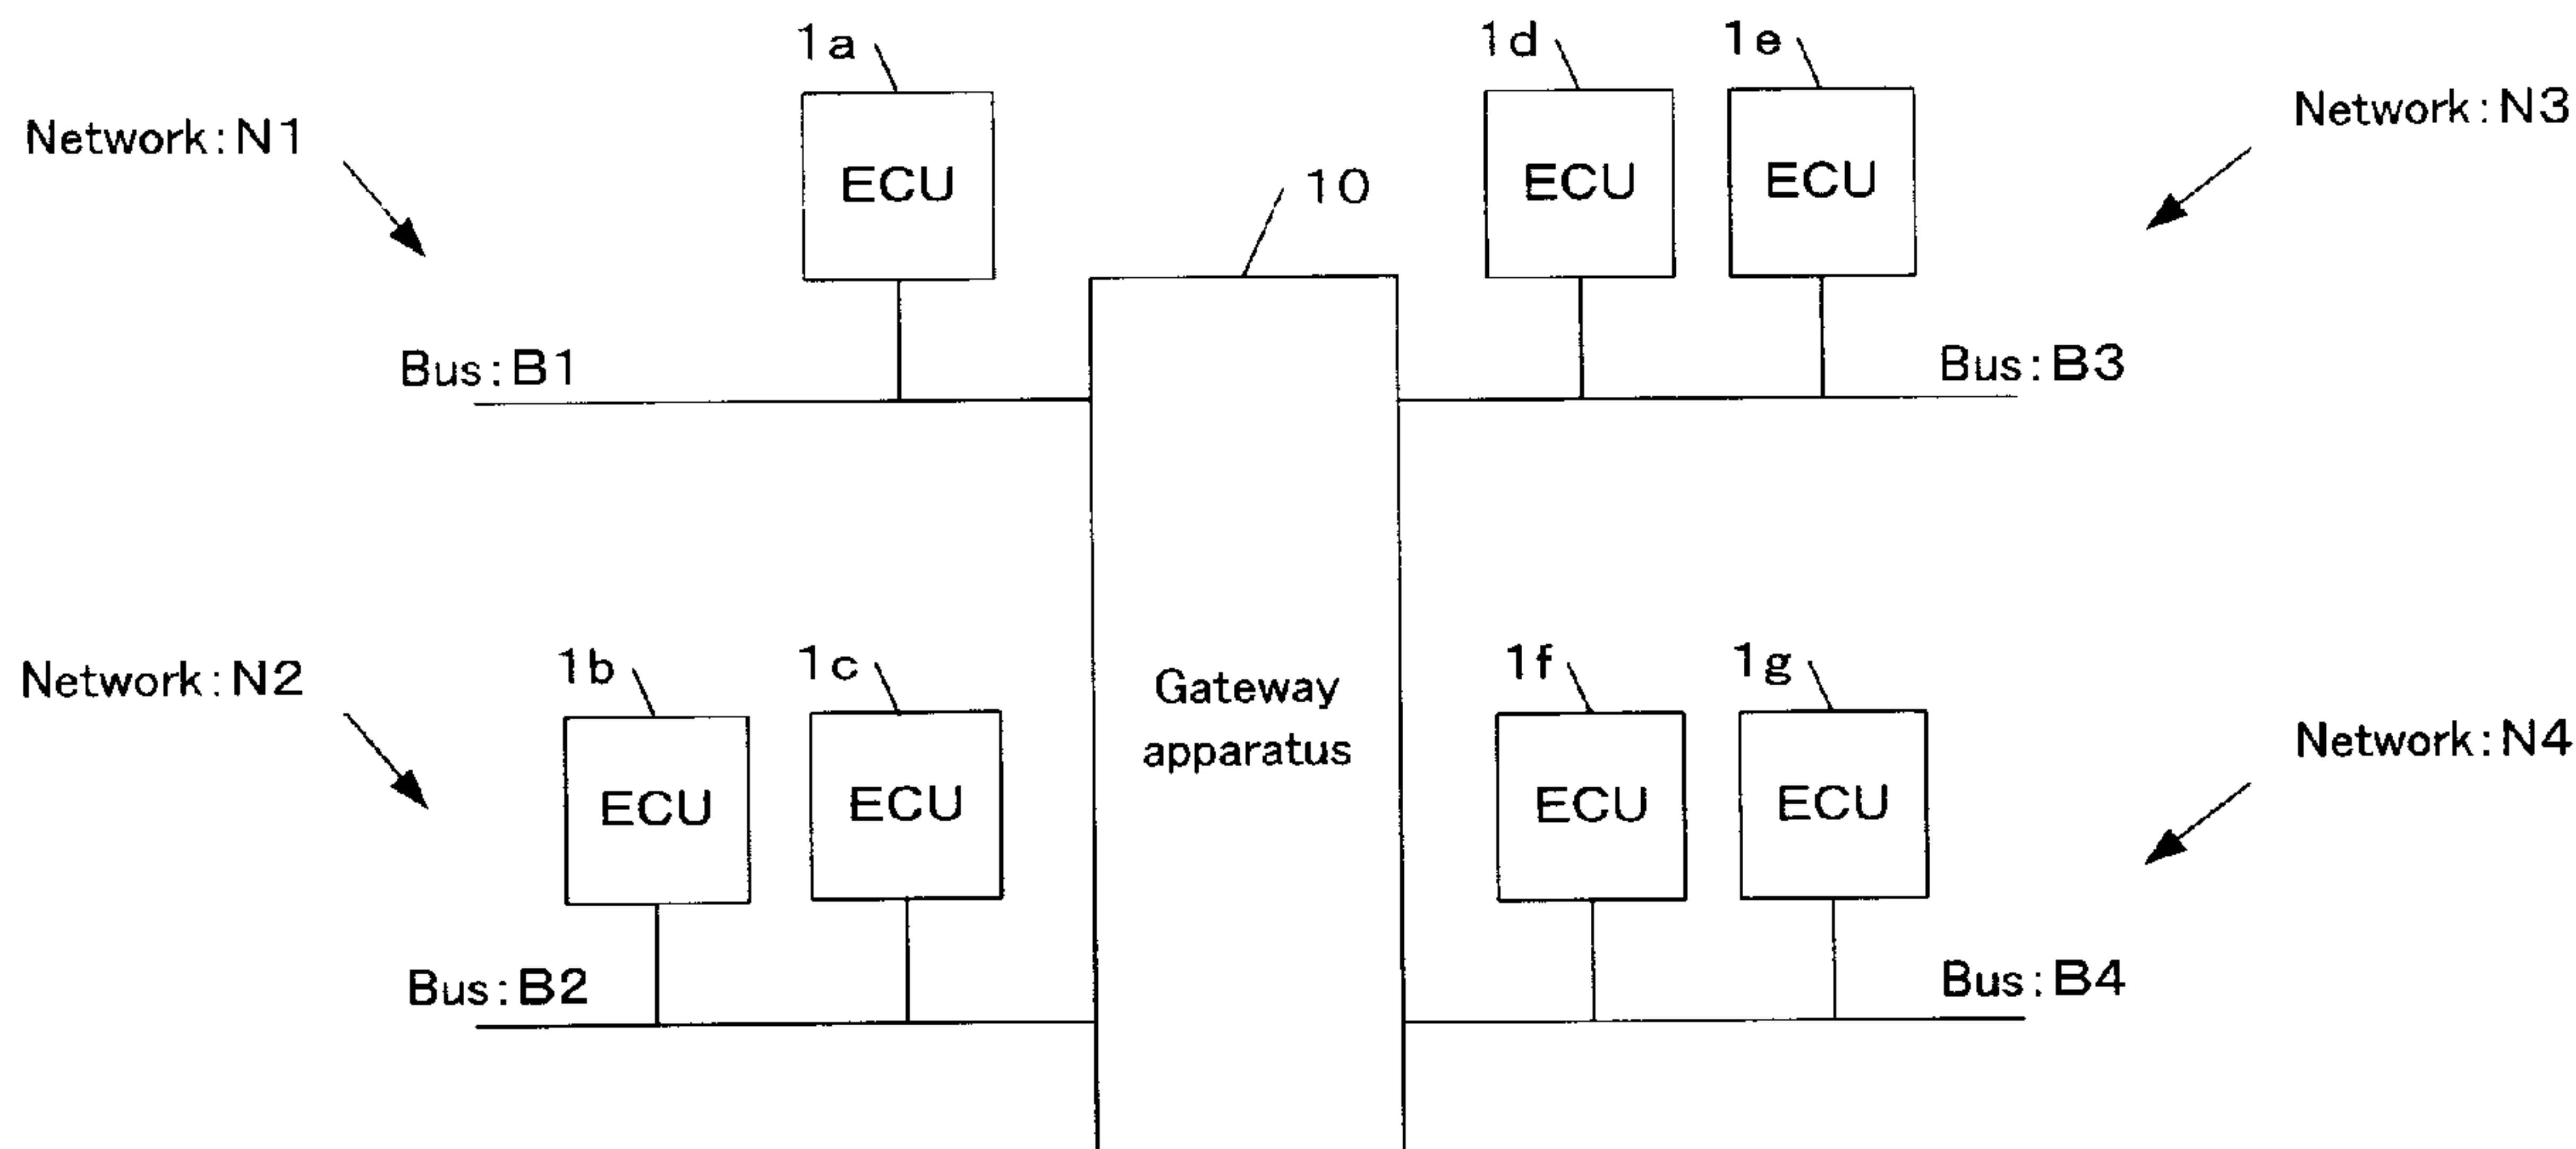 1a
1d
1e
Network:N1
Network:N3
ECU
ECU
ECU
10
Bus:B1
Bus:B3
1b
1c
1f
1g
Network:N2
Network:N4
Gateway
apparatus
ECU
ECU
ECU
ECU
Bus:B2
Bus:B4